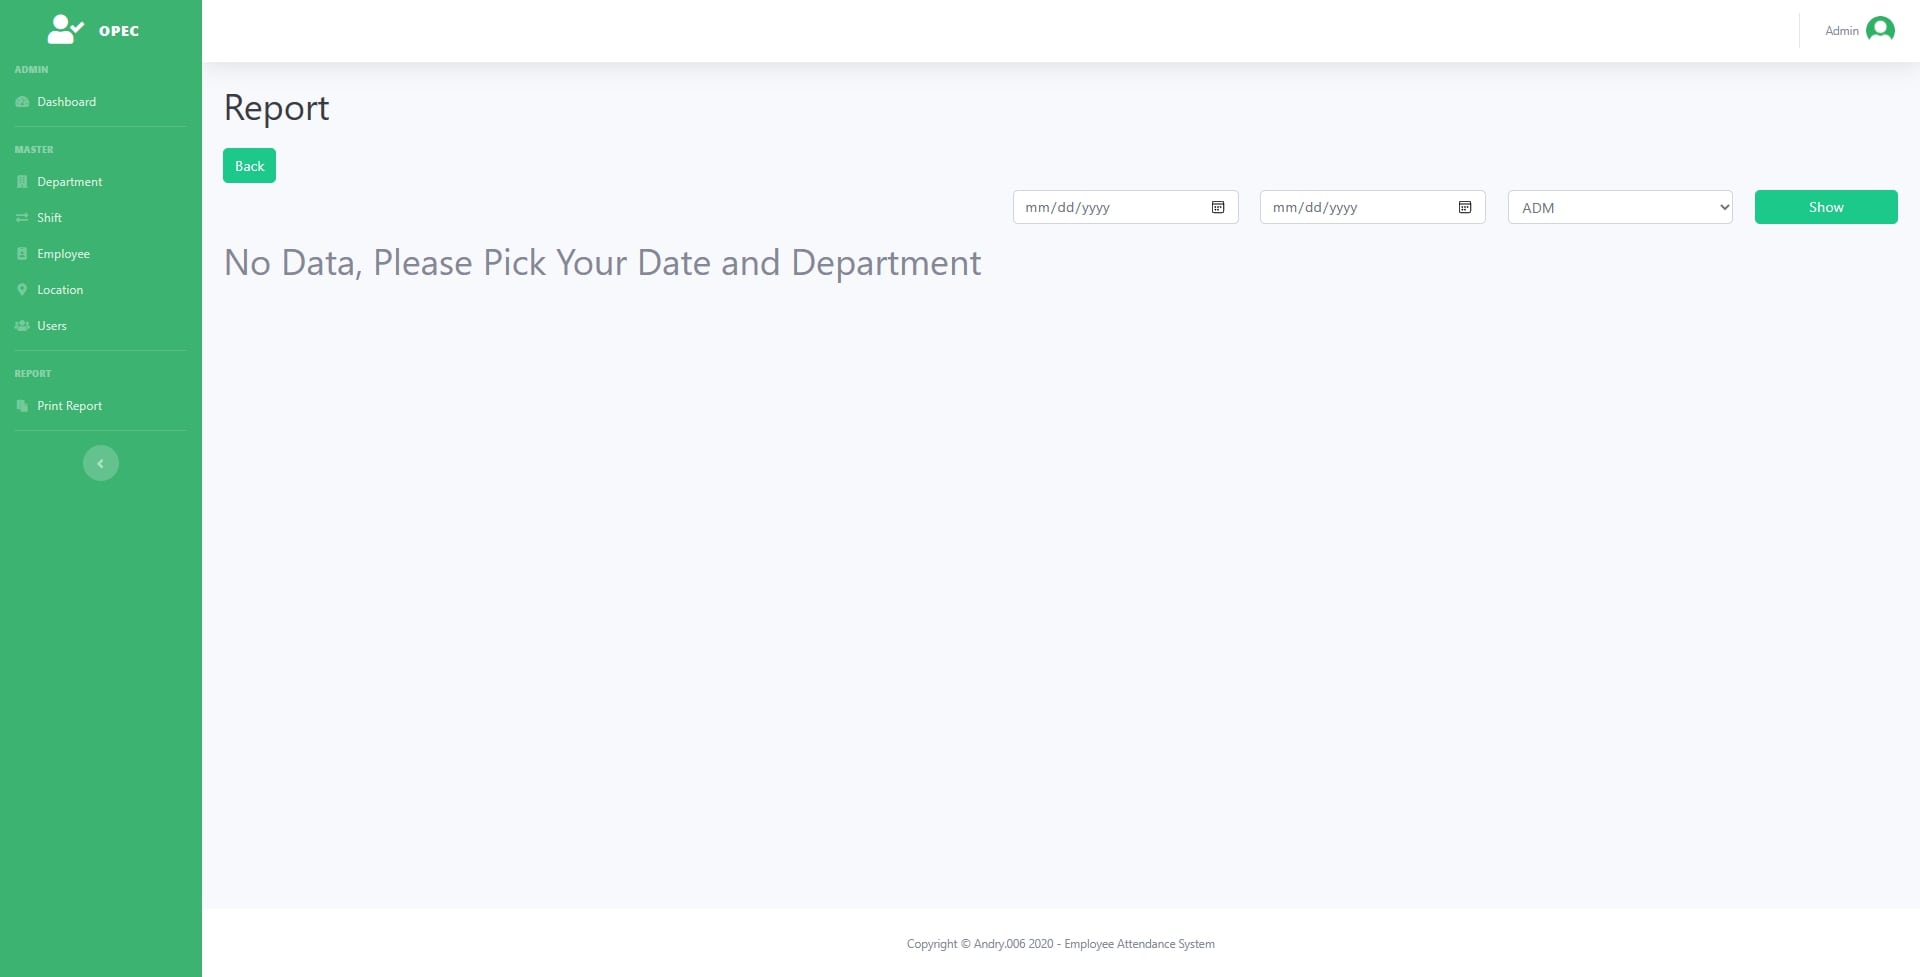 OPEC
Admin
ADMIN
Dashboard
MASTER
Department
Shift
Employee
Location
Users
REPORT
Print Report
Report
Back
mm/dd/yyyy mm/dd/yyyy ADM Show
No Data, Please Pick Your Date and Department
Copyright © Andry.006 2020 - Employee Attendance System